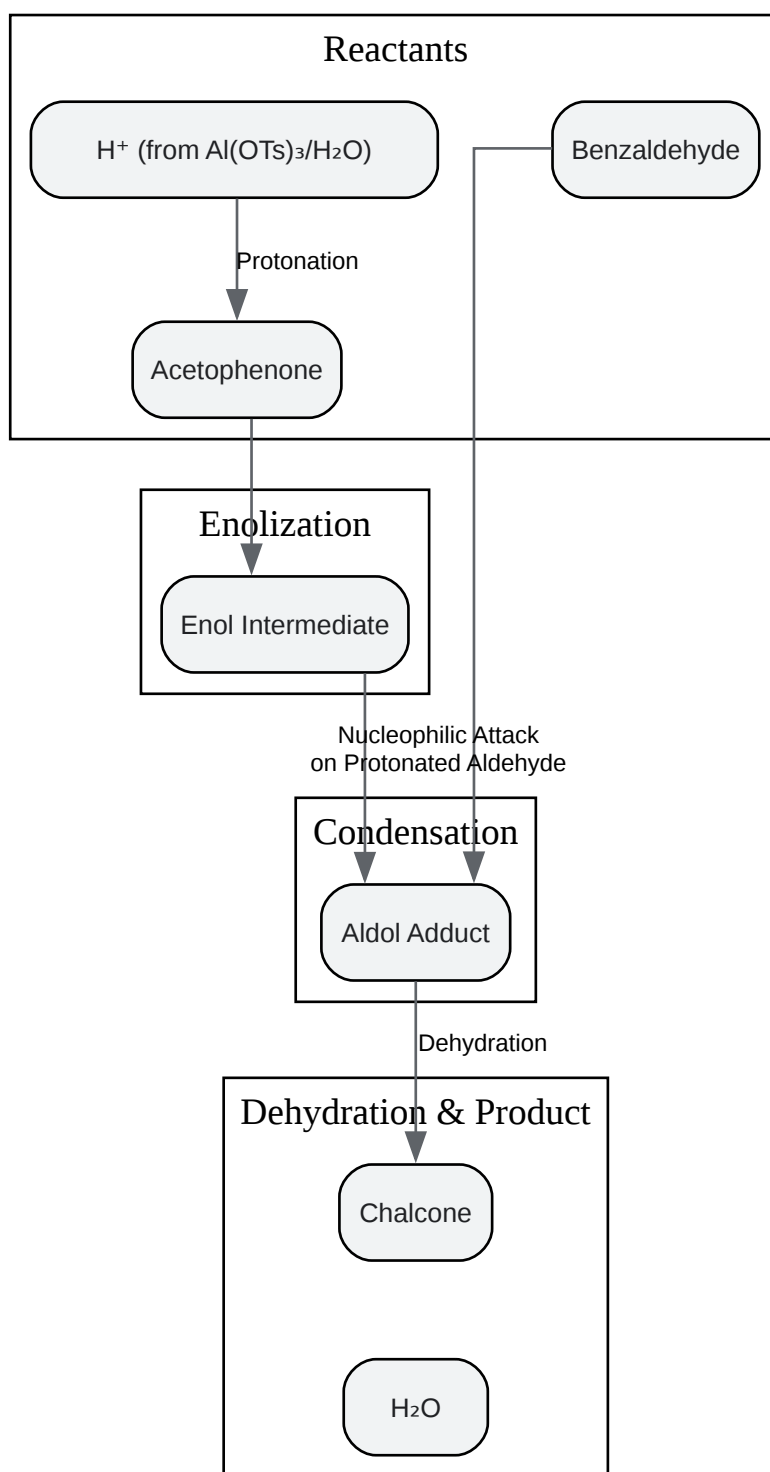 Reactants
H⁺ (from Al(OTs)₃/H₂O)
Benzaldehyde
Protonation
Acetophenone
Enolization
Enol Intermediate
Nucleophilic Attack
on Protonated Aldehyde
Condensation
Aldol Adduct
Dehydration
Dehydration & Product
Chalcone
H₂O